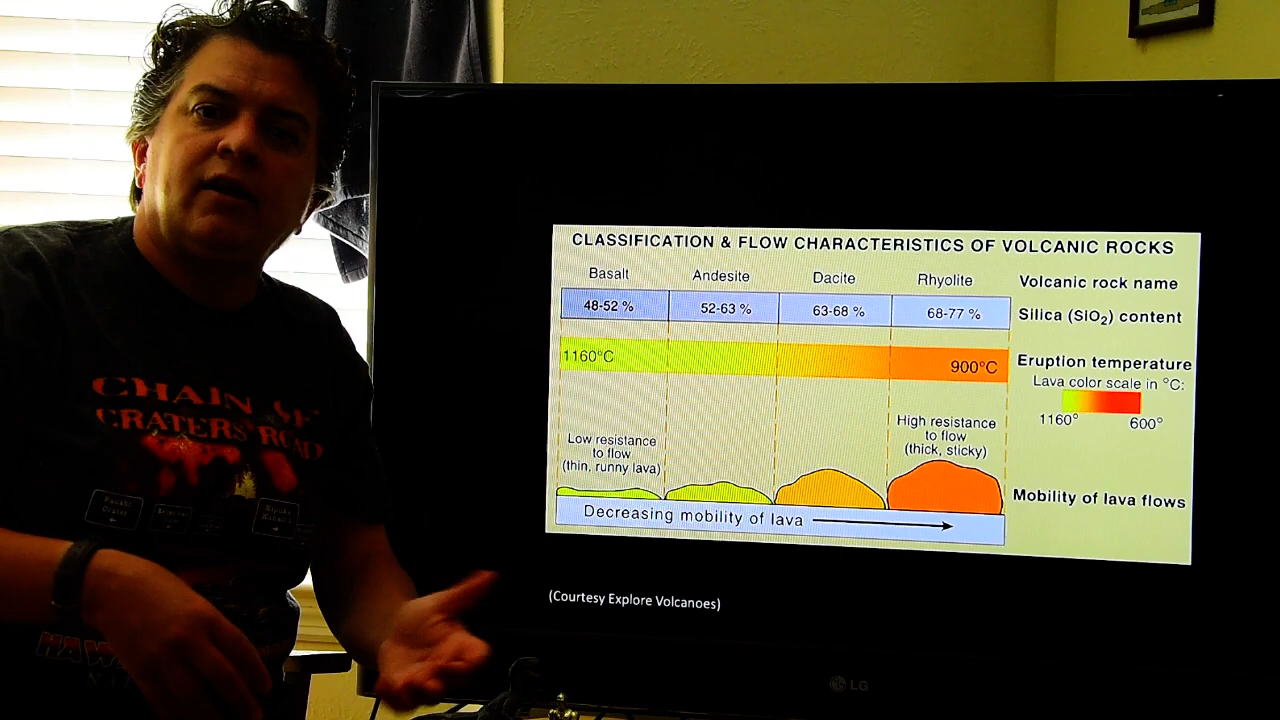 CLASSIFICATION & FLOW CHARACTERISTICS OF VOLCANIC ROCKS
Basalt Andesite Dacite Rhyolite Volcanic rock name
48-52 % 52-63 % 63-68 % 68-77 % Silica (SiO₂) content
1160°C 900°C Eruption temperature
Lava color scale in °C:
1160° 600°
Low resistance
to flow
(thin, runny lava)
High resistance
to flow
(thick, sticky)
Mobility of lava flows
Decreasing mobility of lava
(Courtesy Explore Volcanoes)
LG
CHAIN OF
CRATERS ROAD